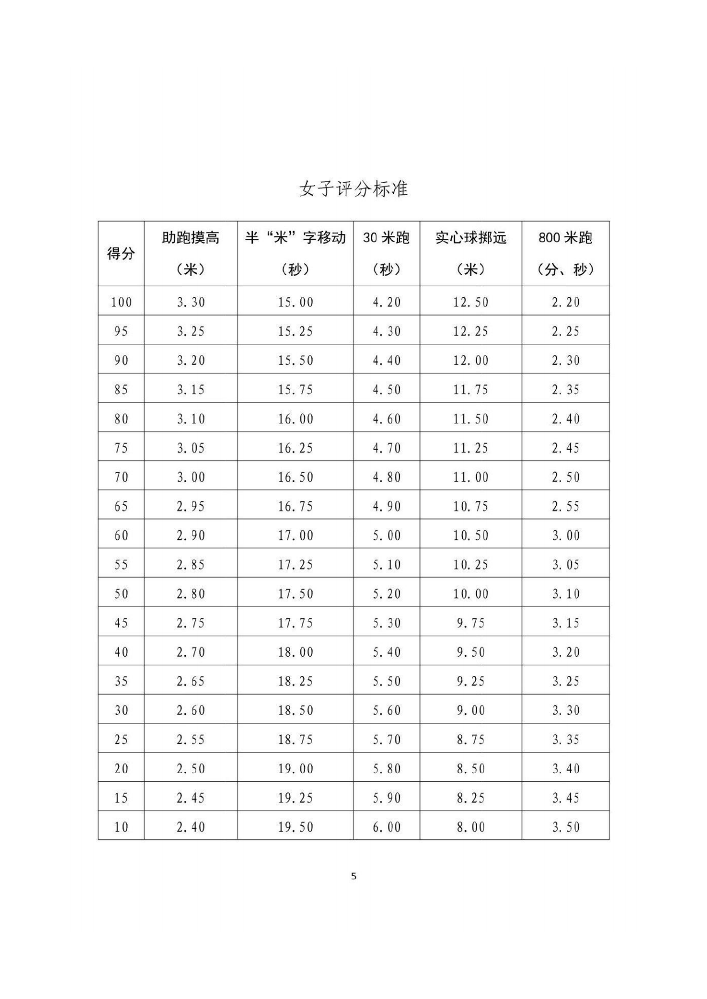 女子评分标准
得分 助跑摸高（米） 半“米”字移动（秒） 30 米跑（秒） 实心球掷远（米） 800 米跑（分、秒）
100 3.30 15.00 4.20 12.50 2.20
95 3.25 15.25 4.30 12.25 2.25
90 3.20 15.50 4.40 12.00 2.30
85 3.15 15.75 4.50 11.75 2.35
80 3.10 16.00 4.60 11.50 2.40
75 3.05 16.25 4.70 11.25 2.45
70 3.00 16.50 4.80 11.00 2.50
65 2.95 16.75 4.90 10.75 2.55
60 2.90 17.00 5.00 10.50 3.00
55 2.85 17.25 5.10 10.25 3.05
50 2.80 17.50 5.20 10.00 3.10
45 2.75 17.75 5.30 9.75 3.15
40 2.70 18.00 5.40 9.50 3.20
35 2.65 18.25 5.50 9.25 3.25
30 2.60 18.50 5.60 9.00 3.30
25 2.55 18.75 5.70 8.75 3.35
20 2.50 19.00 5.80 8.50 3.40
15 2.45 19.25 5.90 8.25 3.45
10 2.40 19.50 6.00 8.00 3.50
5